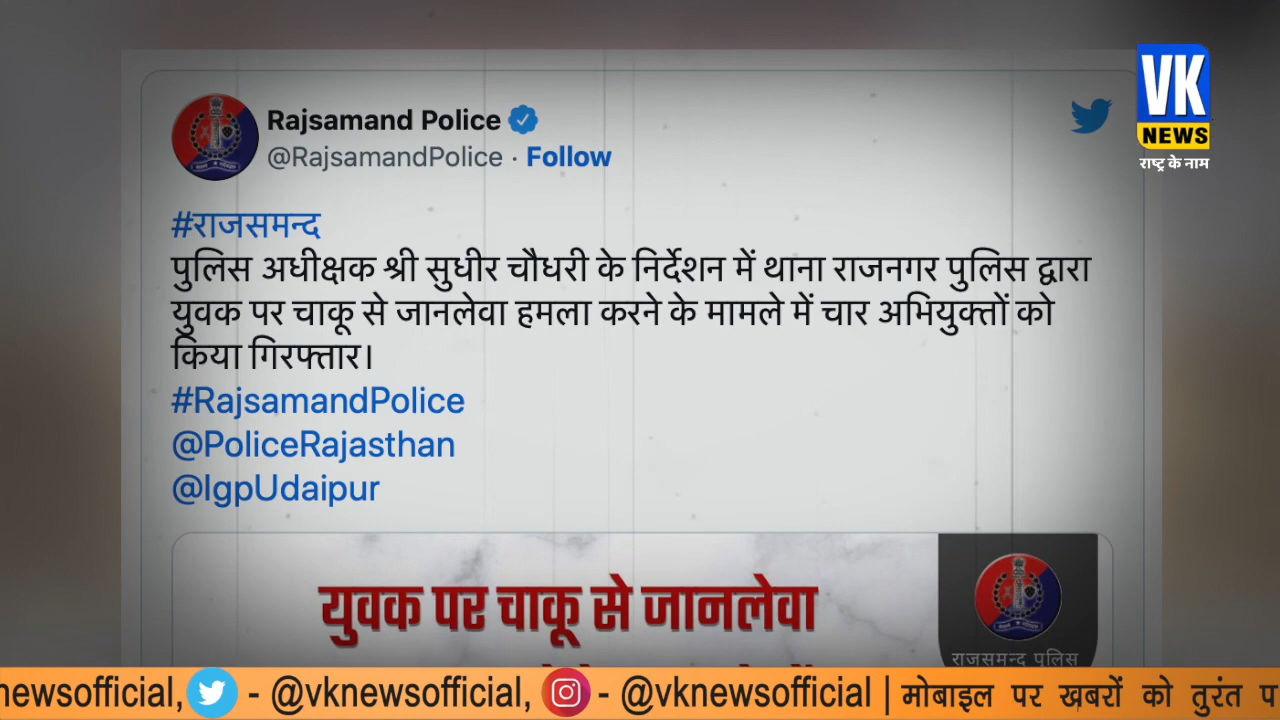 Rajsamand Police
@RajsamandPolice · Follow
VK
NEWS
राष्ट्र के नाम
#राजसमन्द
पुलिस अधीक्षक श्री सुधीर चौधरी के निर्देशन में थाना राजनगर पुलिस द्वारा
युवक पर चाकू से जानलेवा हमला करने के मामले में चार अभियुक्तों को
किया गिरफ्तार।
#RajsamandPolice
@PoliceRajasthan
@IgpUdaipur
युवक पर चाकू से जानलेवा
राजसमन्द पुलिस
newsofficial, - @vknewsofficial, - @vknewsofficial | मोबाइल पर खबरों को तुरंत